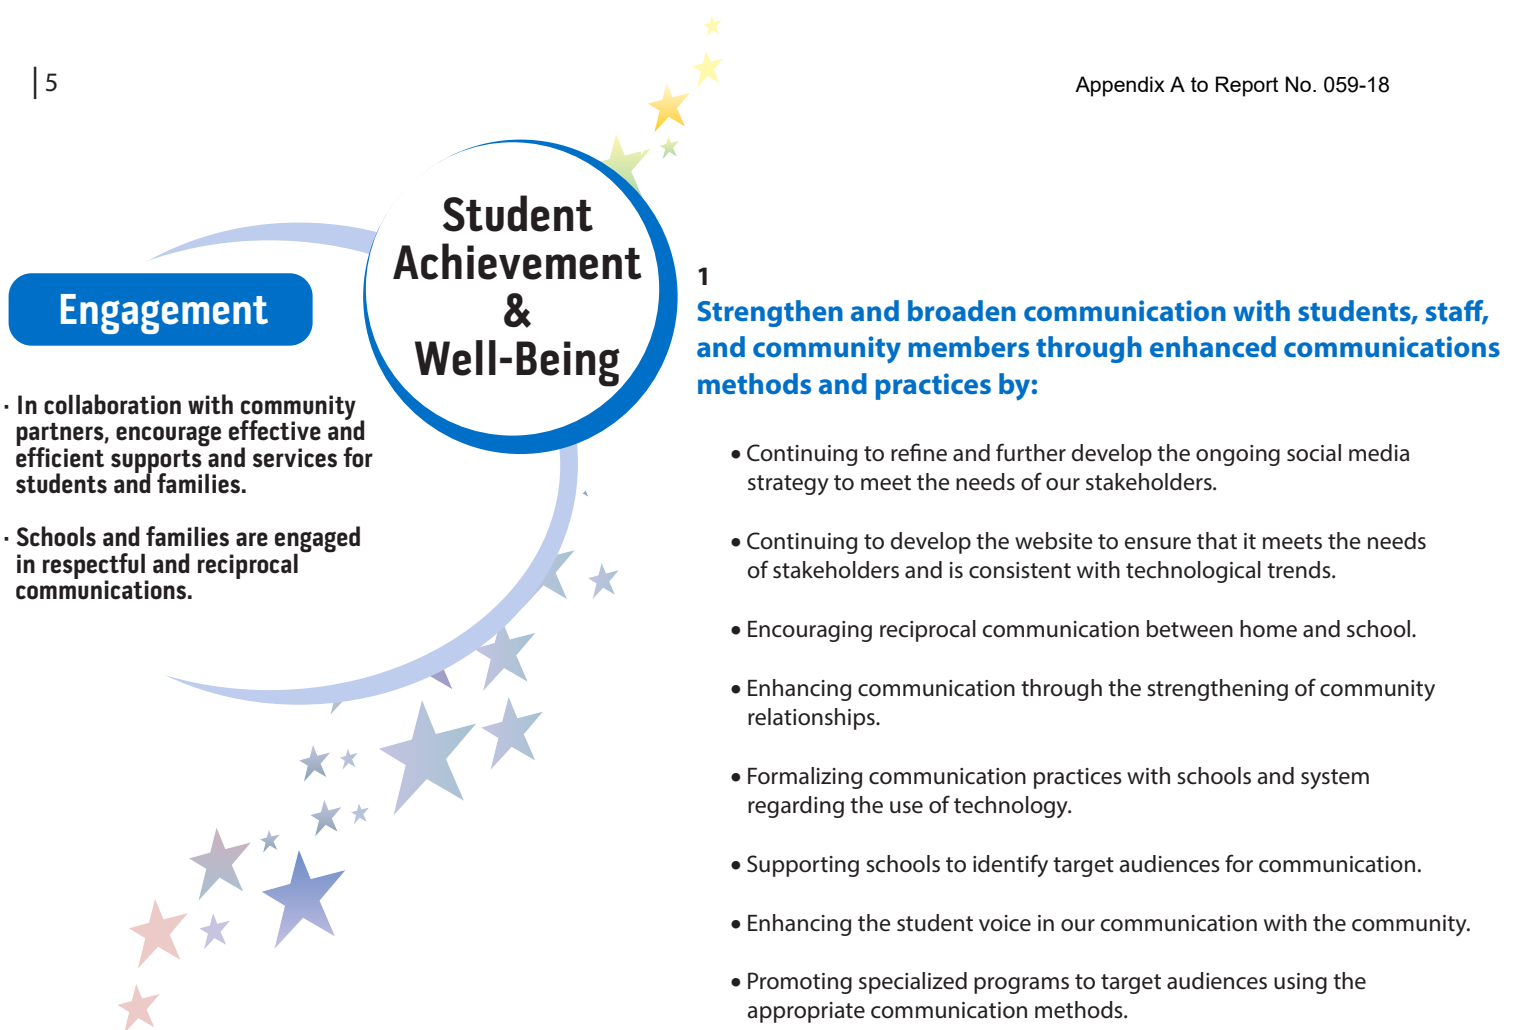 5
Appendix A to Report No. 059-18
Student
Achievement
&
Well-Being
Engagement
· In collaboration with community
partners, encourage effective and
efficient supports and services for
students and families.
· Schools and families are engaged
in respectful and reciprocal
communications.
1
Strengthen and broaden communication with students, staff,
and community members through enhanced communications
methods and practices by:
• Continuing to refine and further develop the ongoing social media
strategy to meet the needs of our stakeholders.
• Continuing to develop the website to ensure that it meets the needs
of stakeholders and is consistent with technological trends.
• Encouraging reciprocal communication between home and school.
• Enhancing communication through the strengthening of community
relationships.
• Formalizing communication practices with schools and system
regarding the use of technology.
• Supporting schools to identify target audiences for communication.
• Enhancing the student voice in our communication with the community.
• Promoting specialized programs to target audiences using the
appropriate communication methods.